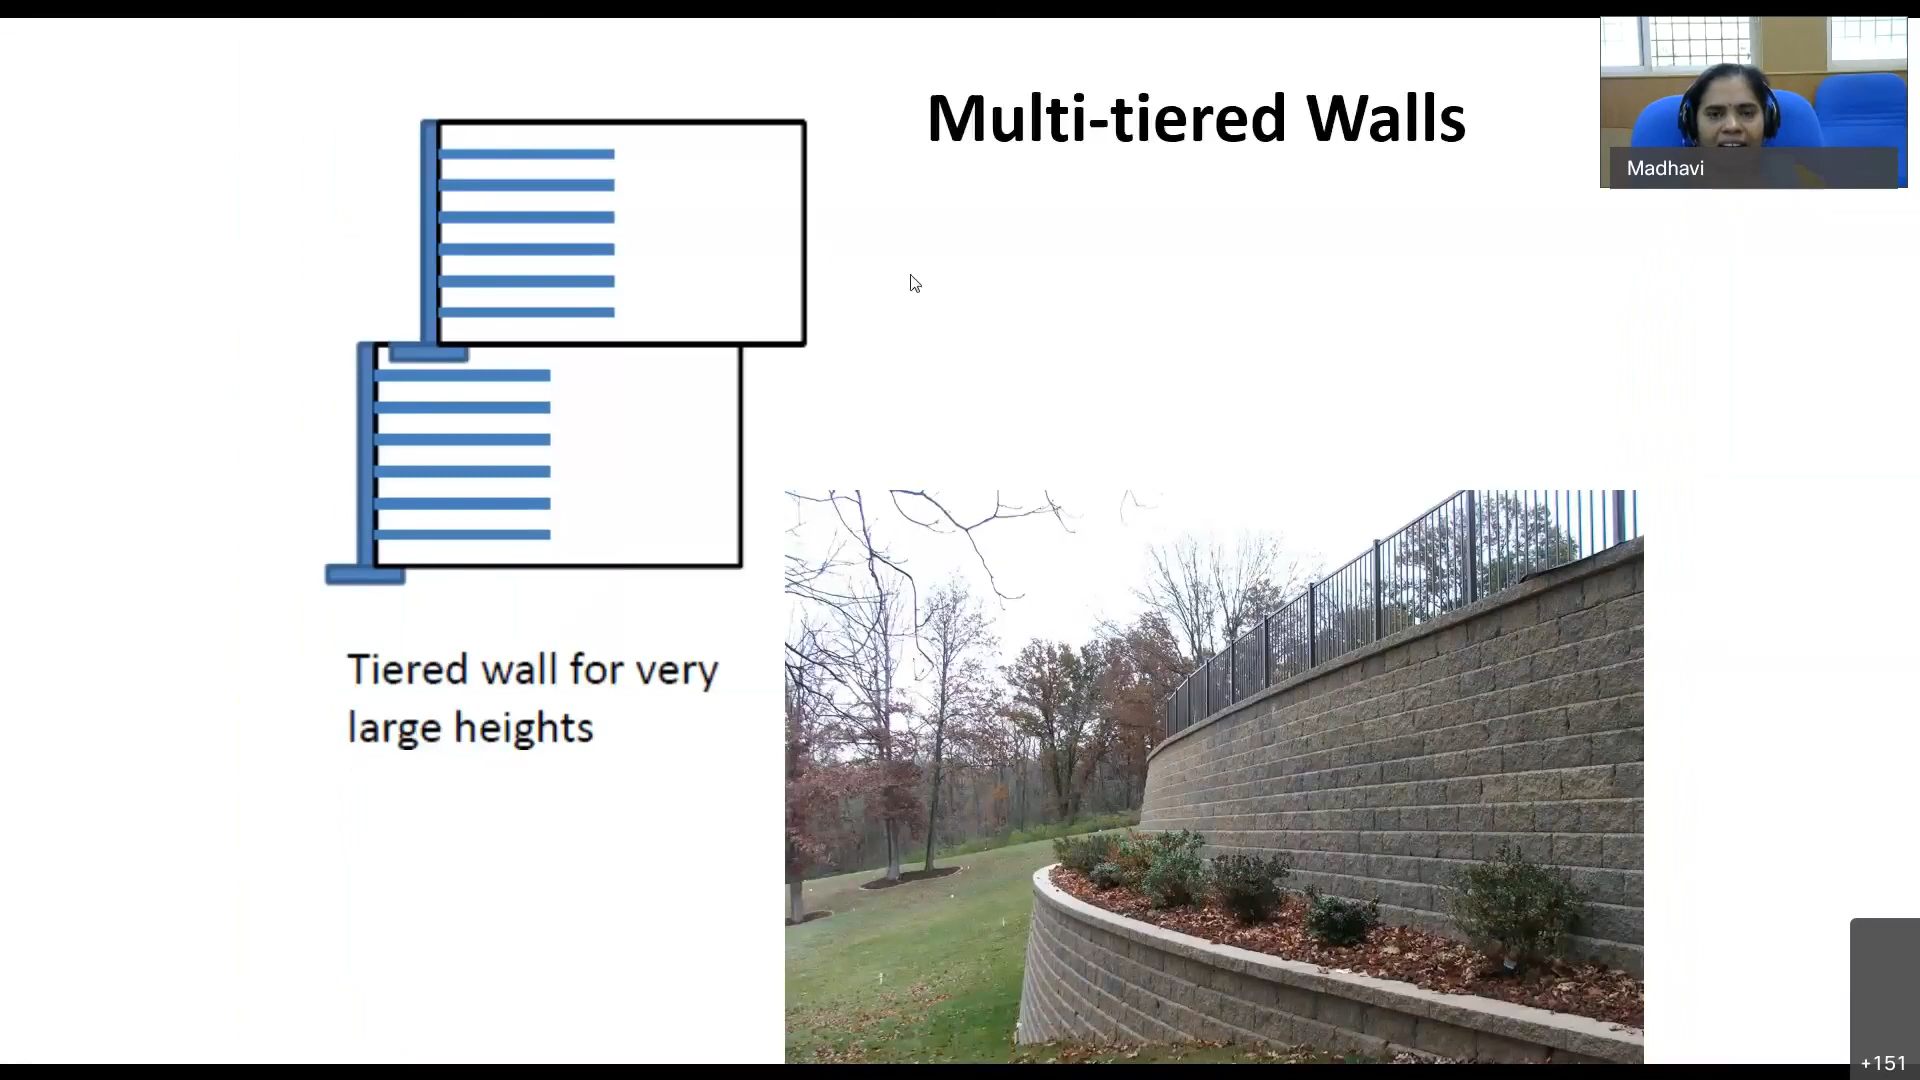 Multi-tiered Walls
Madhavi
Tiered wall for very
large heights
+151